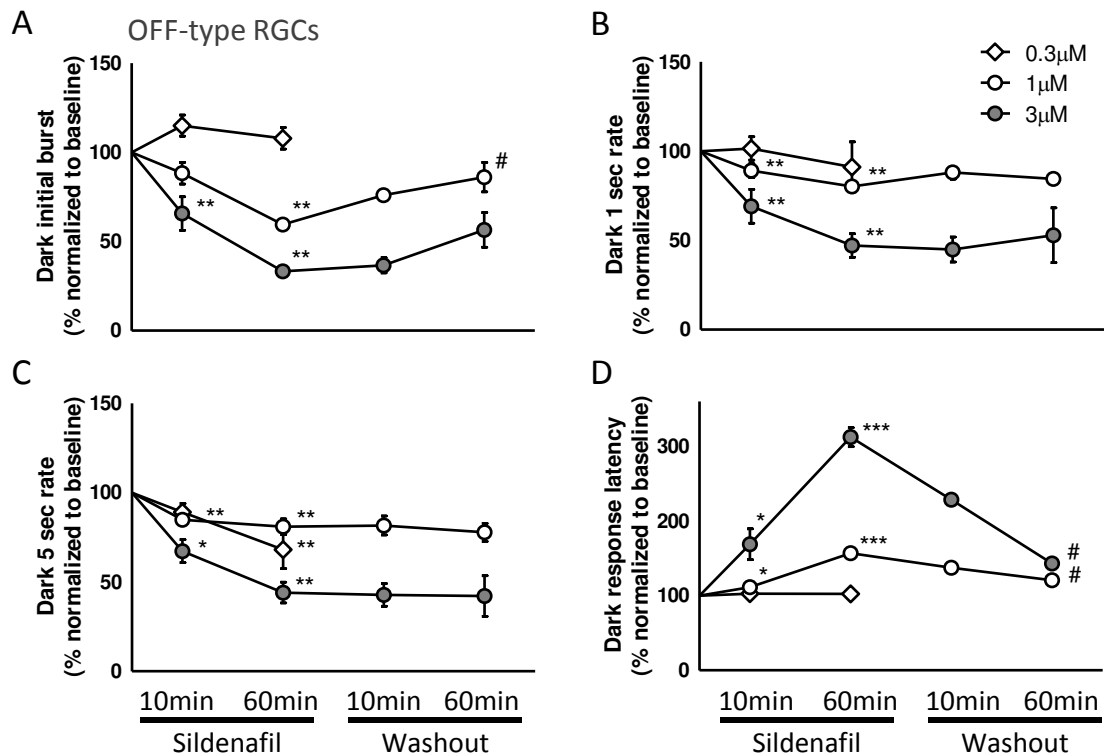 A
OFF-type RGCs
Dark initial burst
(% normalized to baseline)
150
100
50
0
**
**
**
#
B
Dark 1 sec rate
(% normalized to baseline)
150
100
50
0
0.3μM
1μM
3μM
**
**
**
**
C
Dark 5 sec rate
(% normalized to baseline)
150
100
50
0
**
**
**
*
**
10min 60min 10min 60min
Sildenafil Washout
D
Dark response latency
(% normalized to baseline)
300
200
100
0
***
*
***
*
#
#
10min 60min 10min 60min
Sildenafil Washout